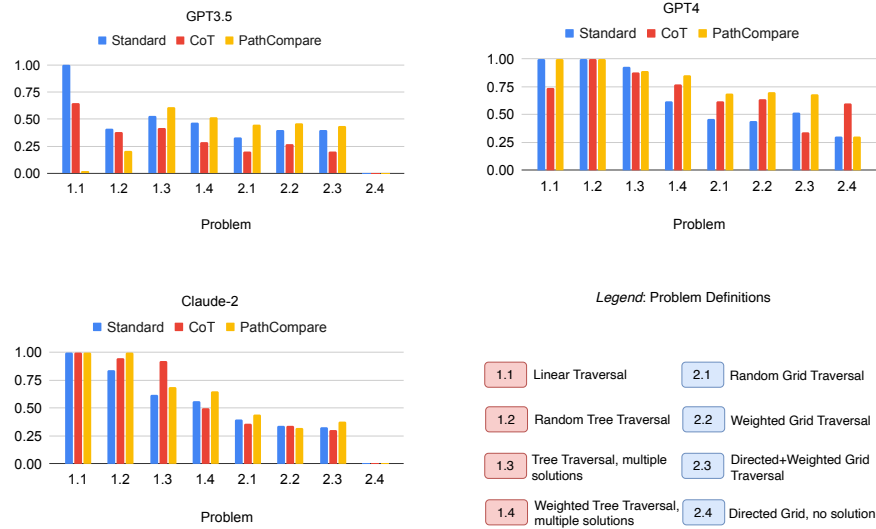 GPT3.5
Standard CoT PathCompare
1.00
0.75
0.50
0.25
0.00
1.1 1.2 1.3 1.4 2.1 2.2 2.3 2.4
Problem
GPT4
Standard CoT PathCompare
1.00
0.75
0.50
0.25
0.00
1.1 1.2 1.3 1.4 2.1 2.2 2.3 2.4
Problem
Claude-2
Standard CoT PathCompare
1.00
0.75
0.50
0.25
0.00
1.1 1.2 1.3 1.4 2.1 2.2 2.3 2.4
Problem
Legend: Problem Definitions
1.1 Linear Traversal
1.2 Random Tree Traversal
1.3 Tree Traversal, multiple
solutions
1.4 Weighted Tree Traversal,
multiple solutions
2.1 Random Grid Traversal
2.2 Weighted Grid Traversal
2.3 Directed+Weighted Grid
Traversal
2.4 Directed Grid, no solution